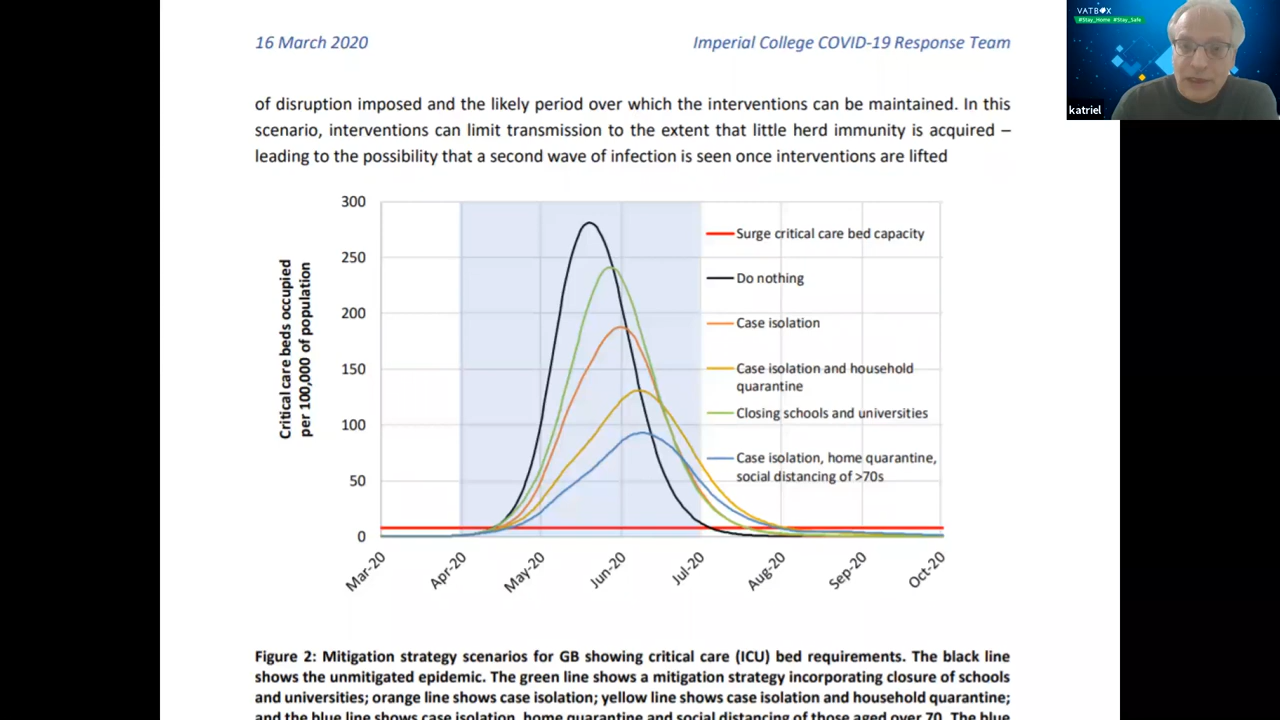 16 March 2020
Imperial College COVID-19 Response Team
VATBOX
#Stay_Home #Stay_Safe
katriel
of disruption imposed and the likely period over which the interventions can be maintained. In this
scenario, interventions can limit transmission to the extent that little herd immunity is acquired –
leading to the possibility that a second wave of infection is seen once interventions are lifted
Critical care beds occupied
per 100,000 of population
300
250
200
150
100
50
0
Surge critical care bed capacity
Do nothing
Case isolation
Case isolation and household
quarantine
Closing schools and universities
Case isolation, home quarantine,
social distancing of >70s
Mar-20
Apr-20
May-20
Jun-20
Jul-20
Aug-20
Sep-20
Oct-20
Figure 2: Mitigation strategy scenarios for GB showing critical care (ICU) bed requirements. The black line
shows the unmitigated epidemic. The green line shows a mitigation strategy incorporating closure of schools
and universities; orange line shows case isolation; yellow line shows case isolation and household quarantine;
and the blue line shows case isolation, home quarantine and social distancing of those aged over 70. The blue